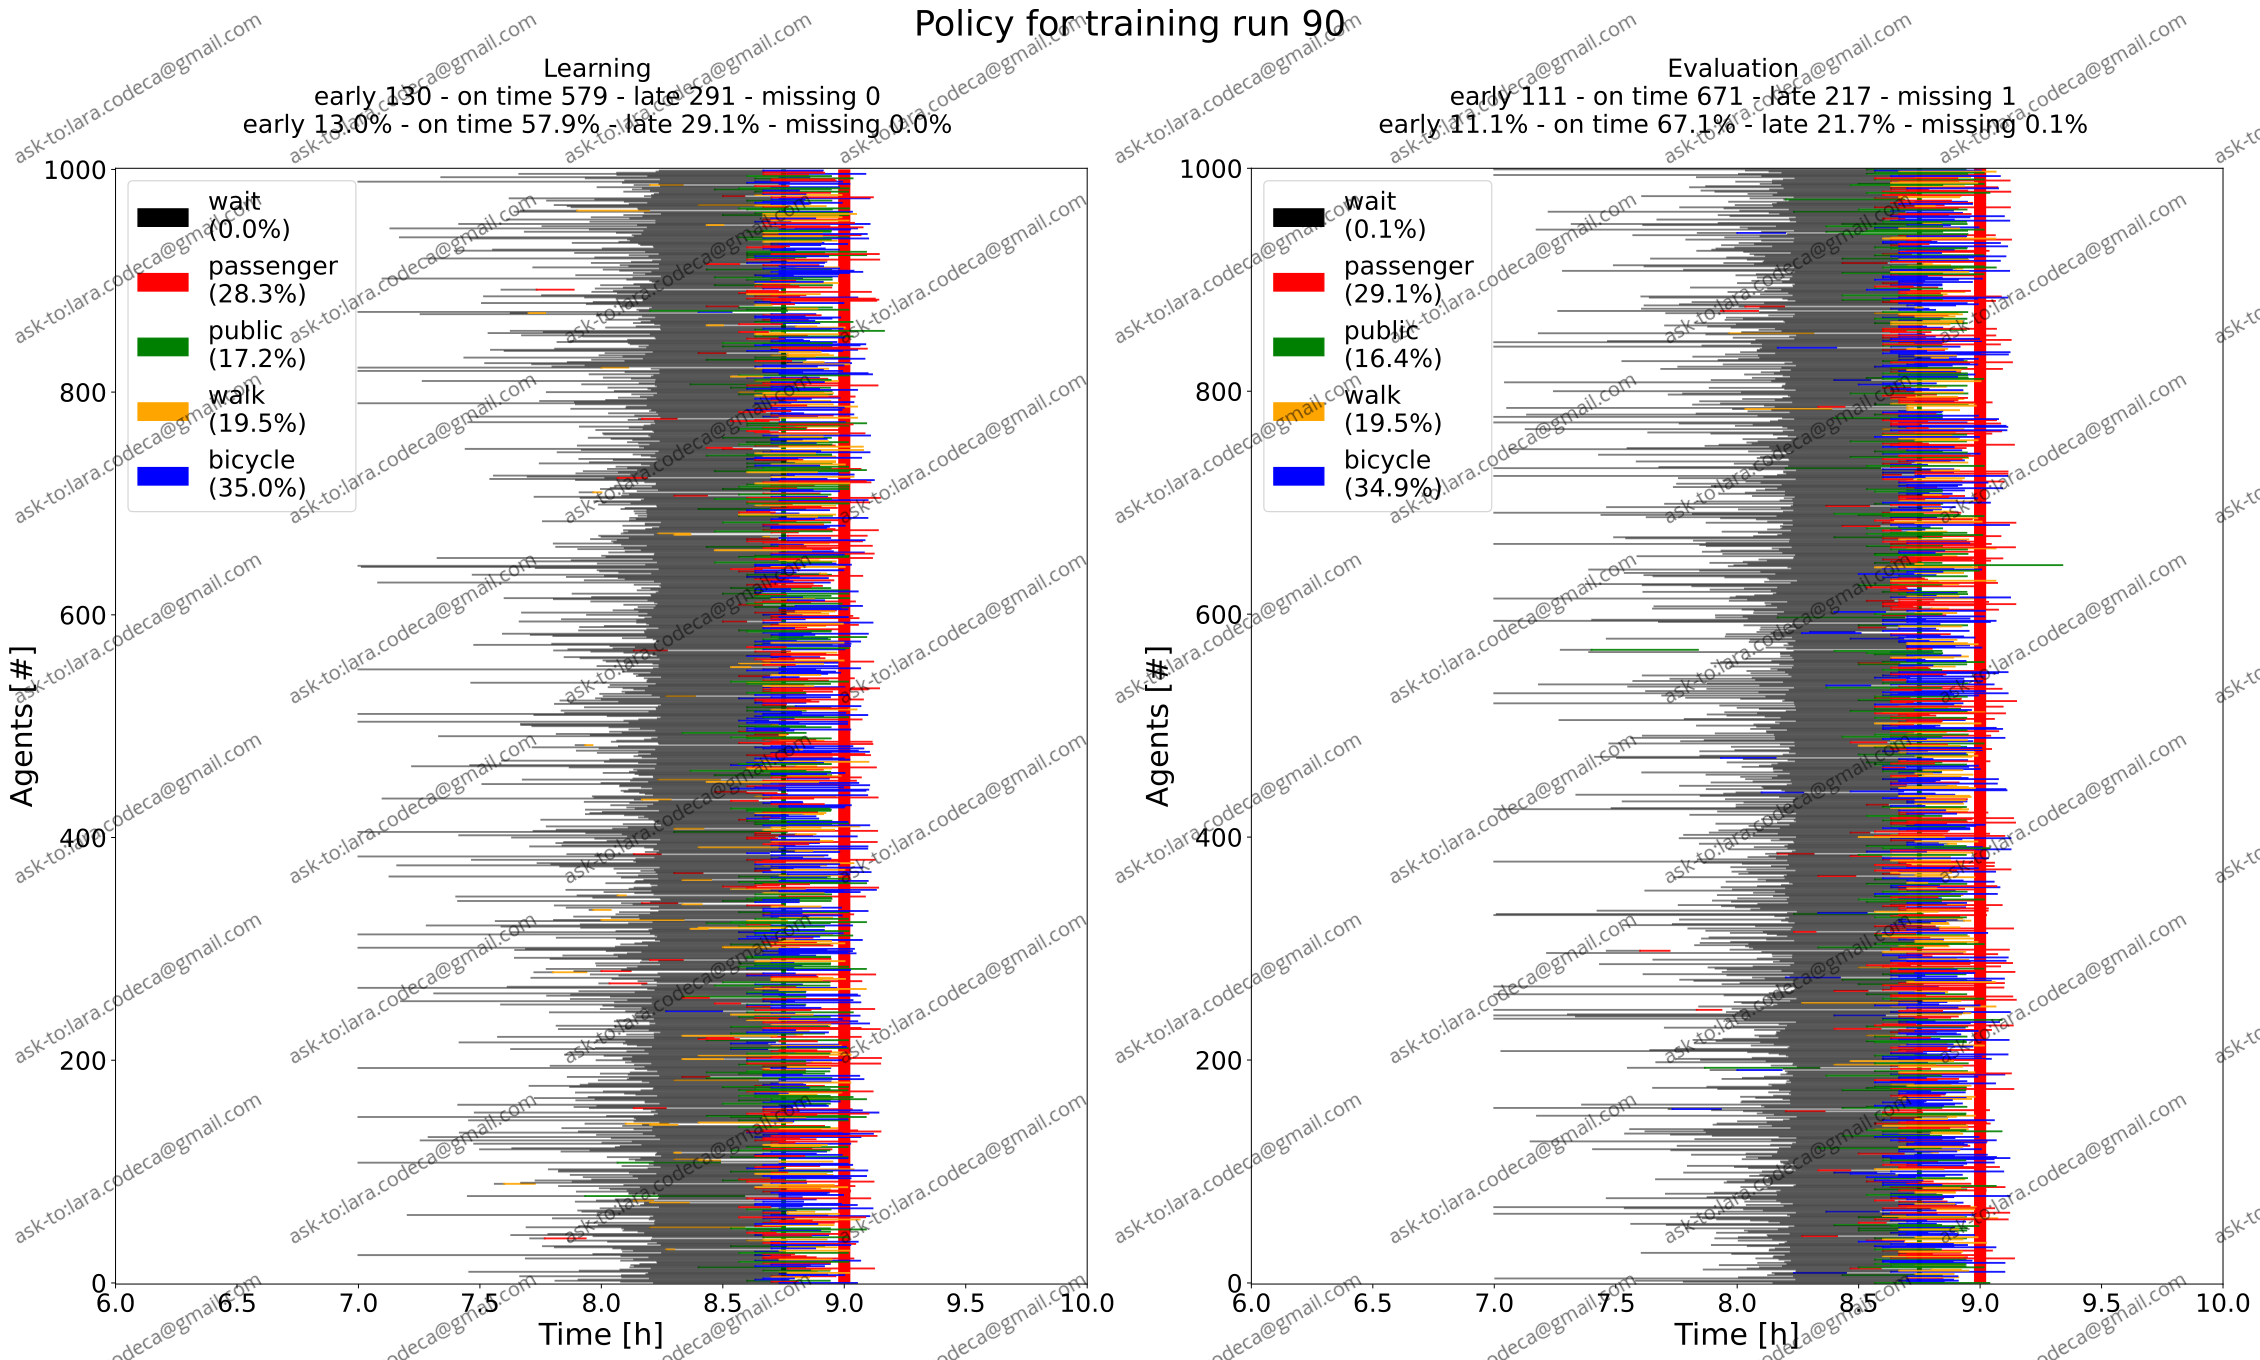 Policy for training run 90
Learning
early 130 - on time 579 - late 291 - missing 0
early 13.0% - on time 57.9% - late 29.1% - missing 0.0%
1000
800
600
400
200
0
Agents [#]
wait
(0.0%)
passenger
(28.3%)
public
(17.2%)
walk
(19.5%)
bicycle
(35.0%)
6.0 6.5 7.0 7.5 8.0 8.5 9.0 9.5 10.0
Time [h]
Evaluation
early 111 - on time 671 - late 217 - missing 1
early 11.1% - on time 67.1% - late 21.7% - missing 0.1%
1000
800
600
400
200
0
Agents [#]
wait
(0.1%)
passenger
(29.1%)
public
(16.4%)
walk
(19.5%)
bicycle
(34.9%)
6.0 6.5 7.0 7.5 8.0 8.5 9.0 9.5 10.0
Time [h]
ask-to:lara.codeca@gmail.com